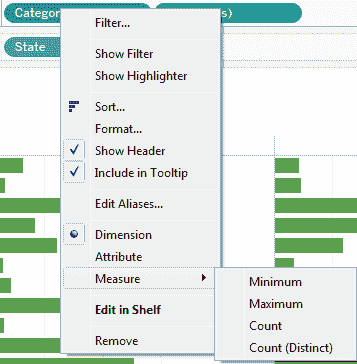 Categor s)
State
Filter...
Show Filter
Show Highlighter
Sort...
Format...
Show Header
Include in Tooltip
Edit Aliases...
Dimension
Attribute
Measure
Minimum
Maximum
Count
Count (Distinct)
Edit in Shelf
Remove